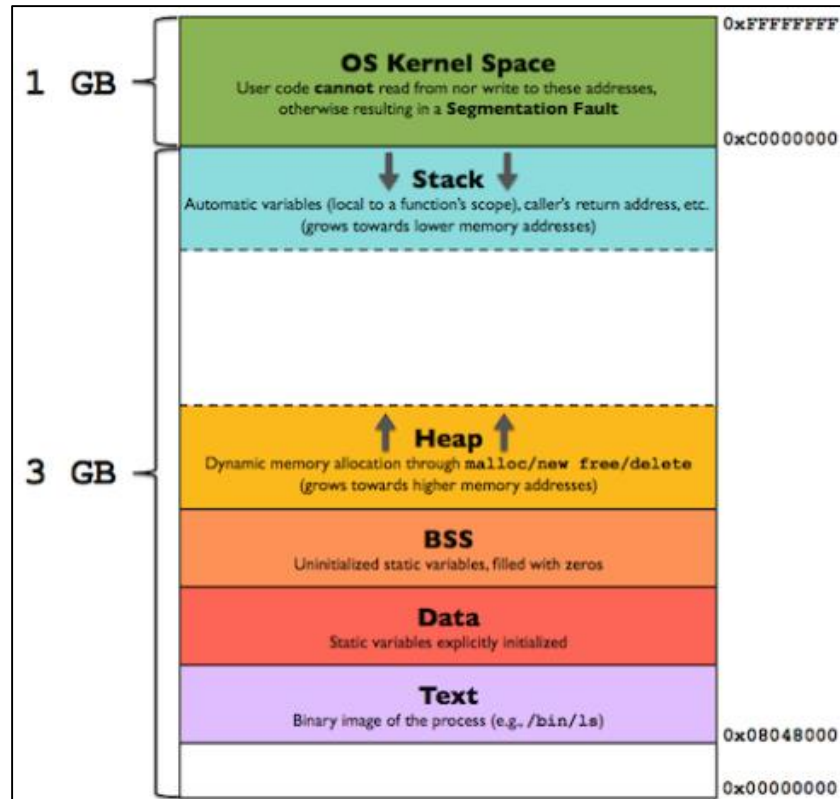 0xFFFFFFFF
1 GB
OS Kernel Space
User code cannot read from nor write to these addresses,
otherwise resulting in a Segmentation Fault
0xC0000000
Stack
Automatic variables (local to a function's scope), caller's return address, etc.
(grows towards lower memory addresses)
3 GB
Heap
Dynamic memory allocation through malloc/new free/delete
(grows towards higher memory addresses)
BSS
Uninitialized static variables, filled with zeros
Data
Static variables explicitly initialized
Text
Binary image of the process (e.g., /bin/ls)
0x08048000
0x00000000